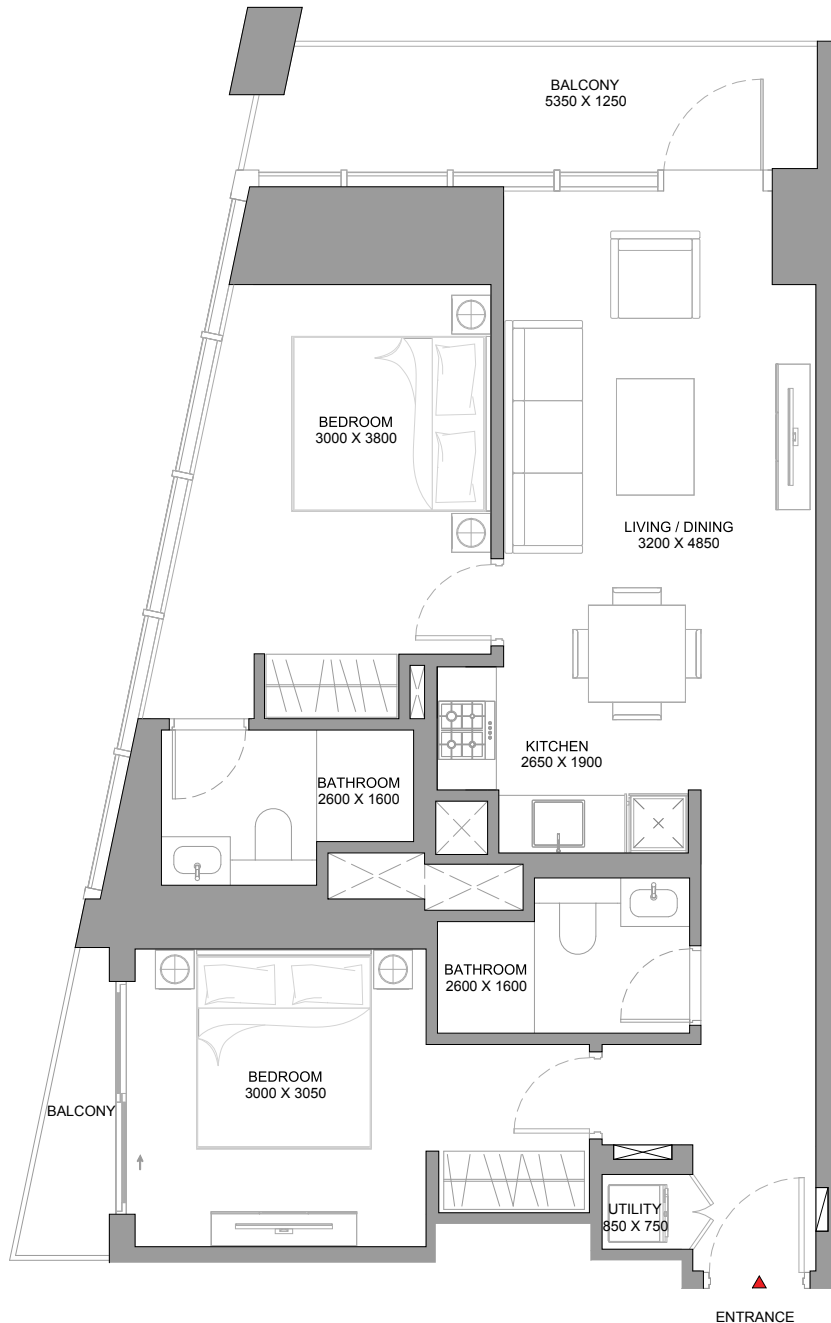 BALCONY
5350 X 1250
BEDROOM
3000 X 3800
LIVING / DINING
3200 X 4850
KITCHEN
2650 X 1900
BATHROOM
2600 X 1600
BATHROOM
2600 X 1600
BEDROOM
3000 X 3050
BALCONY
UTILITY
850 X 750
ENTRANCE